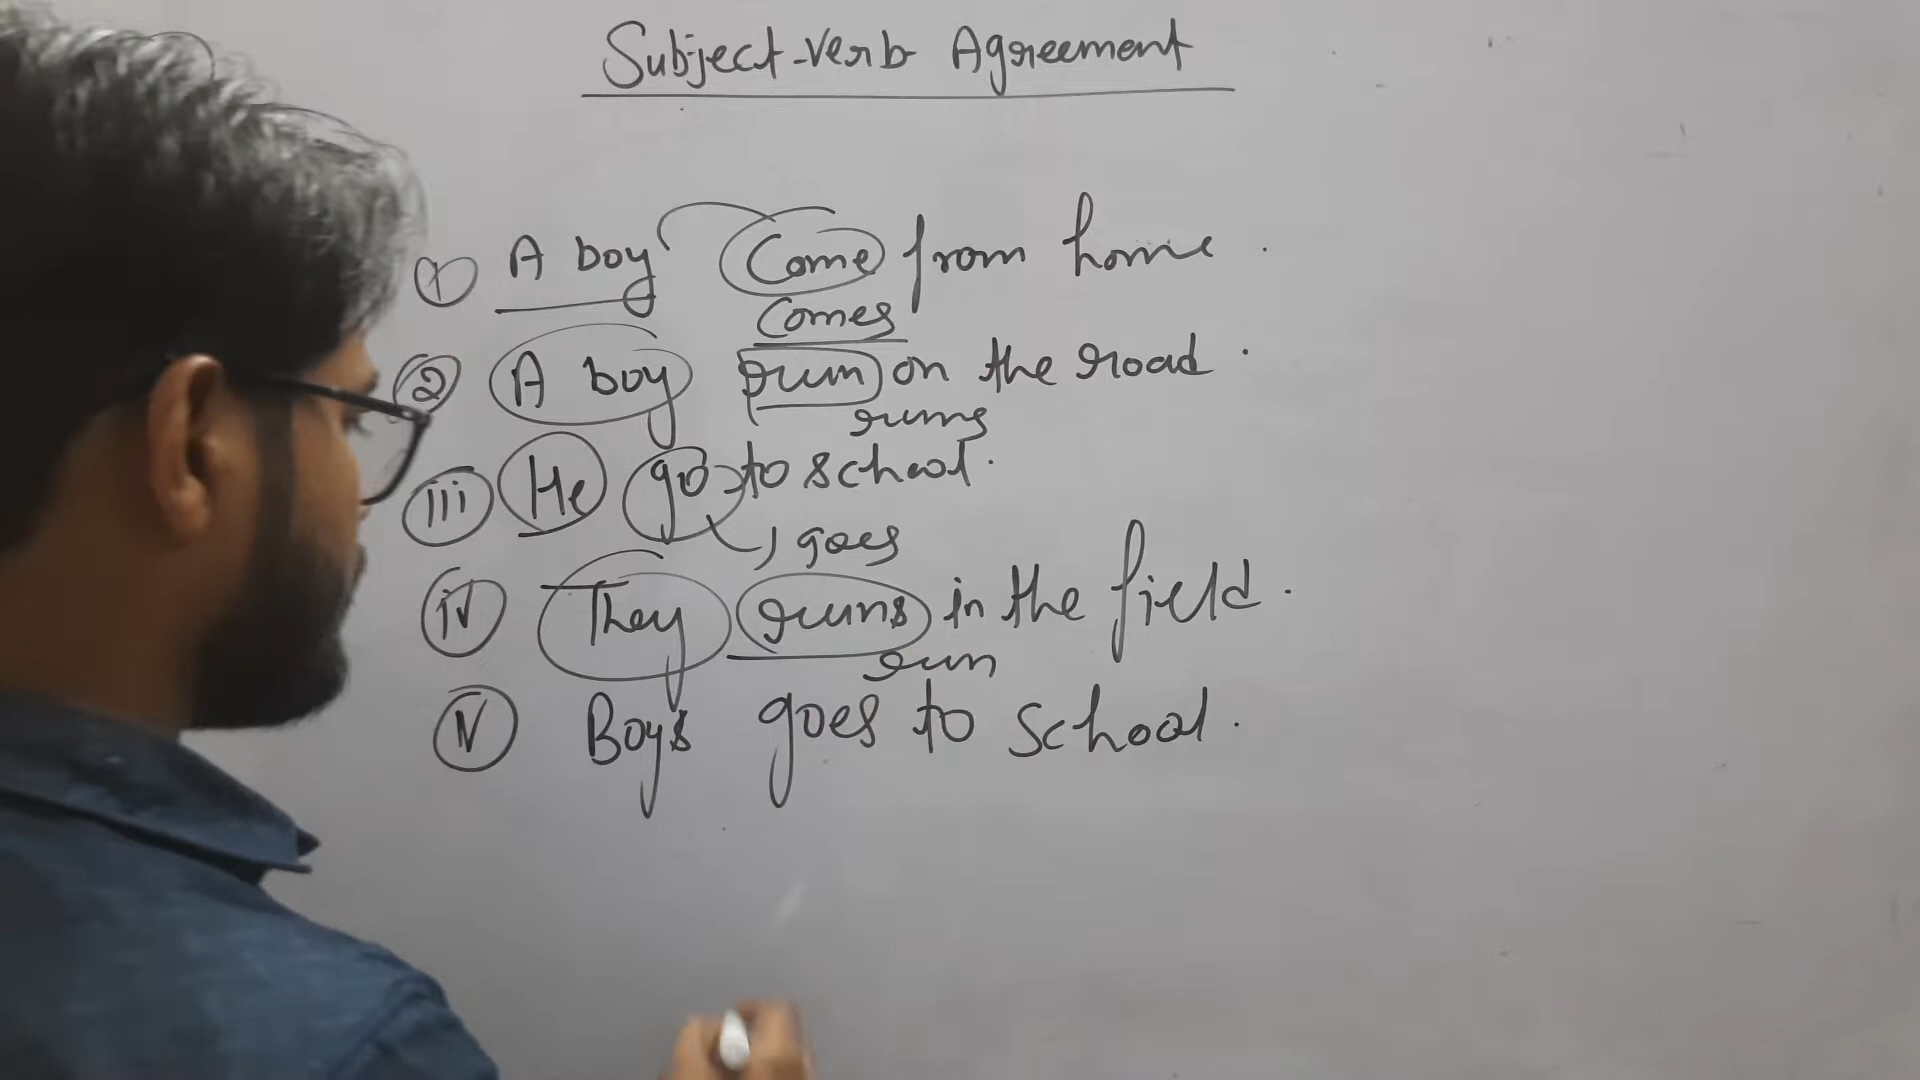 Subject-verb Agreement
1 A boy Come from home.
Comes
2 A boy run on the road.
runs
iii He go to school.
goes
iv They runs in the field.
run
iv Boys goes to school.